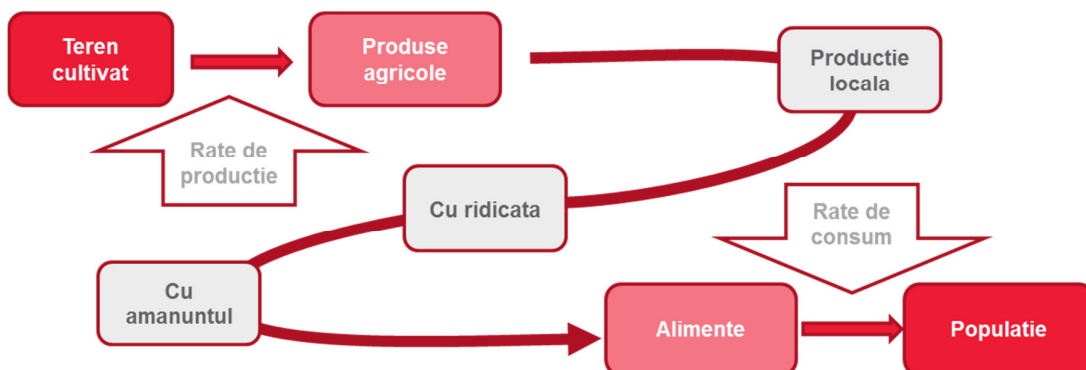 Teren
cultivat
Produse
agricole
Productie
locala
Rate de
productie
Cu ridicata
Rate de
consum
Cu
amanuntul
Alimente
Populatie